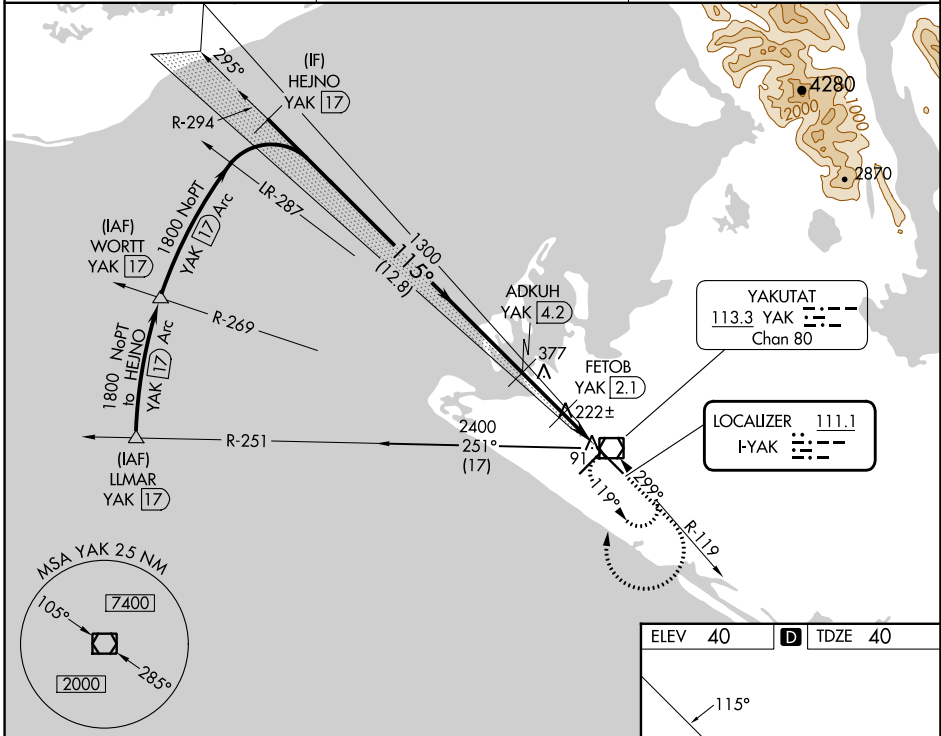 295°
(IF)
HEJNO
YAK 17
R-294
LR-287
1800 NoPT
YAK 17 Arc
(IAF)
WORTT
YAK 17
R-269
1800 NoPT
to HEJNO
YAK 17 Arc
R-251
(IAF)
LLMAR
YAK 17
1300
115°
(12.8)
ADKUH
YAK 4.2
377
FETOB
YAK 2.1
222±
2400
251°
(17)
91
119°
299°
R-119
4280
2000
1000
2870
YAKUTAT
113.3 YAK
Chan 80
LOCALIZER 111.1
I-YAK
MSA YAK 25 NM
105°
7400
2000
285°
ELEV 40 D TDZE 40
115°